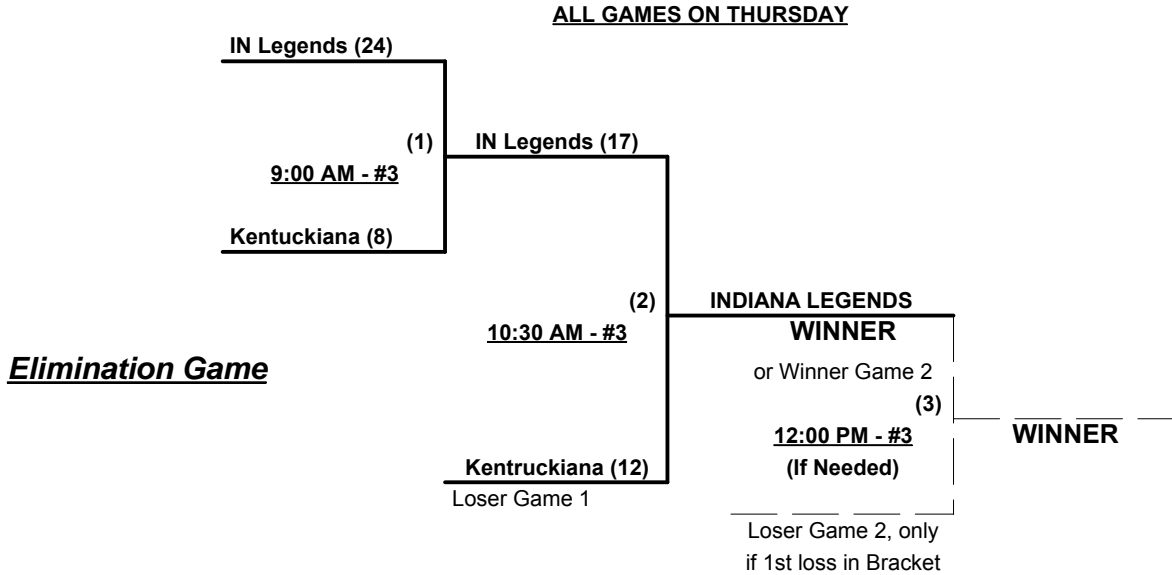 ALL GAMES ON THURSDAY
IN Legends (24)
(1)
IN Legends (17)
9:00 AM - #3
Kentuckiana (8)
(2)
INDIANA LEGENDS
10:30 AM - #3
WINNER
Elimination Game
or Winner Game 2
(3)
12:00 PM - #3
WINNER
(If Needed)
Kentruckiana (12)
Loser Game 1
Loser Game 2, only
if 1st loss in Bracket